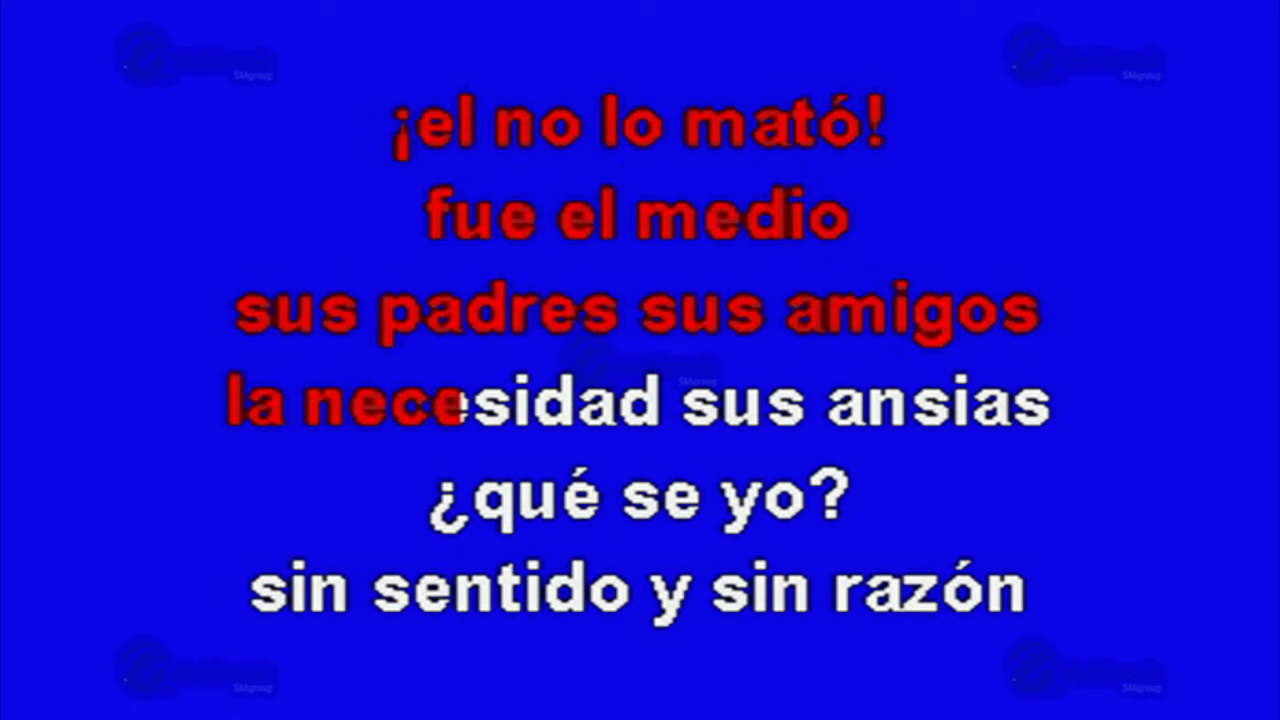 ¡el no lo mató!
fue el medio
sus padres sus amigos
la necesidad sus ansias
¿qué se yo?
sin sentido y sin razón